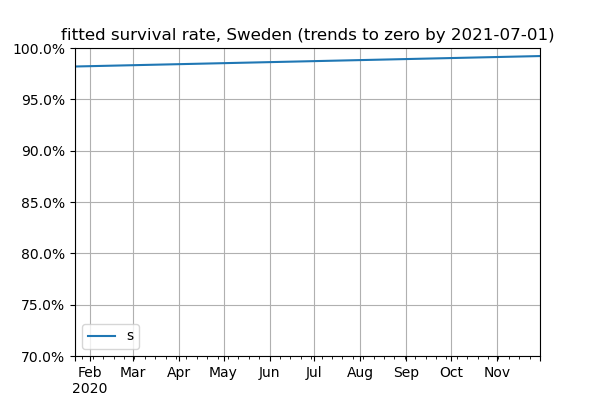 fitted survival rate, Sweden (trends to zero by 2021-07-01)
100.0%
95.0%
90.0%
85.0%
80.0%
75.0%
70.0%
s
Feb Mar Apr May Jun Jul Aug Sep Oct Nov
2020